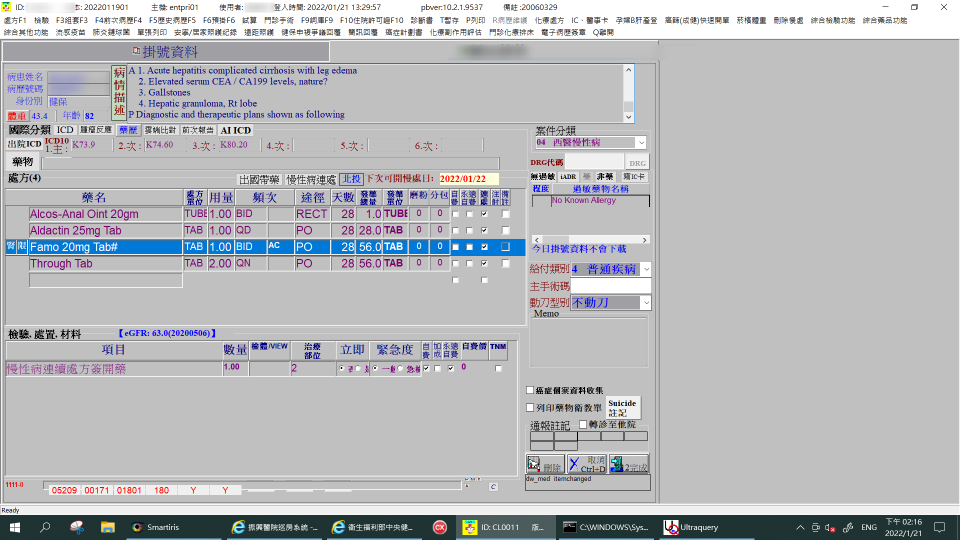 ID: 本: 2022011901 主機: entpri01 使用者: 登入時間: 2022/01/21 13:29:57 pbver:10.2.1.9537 備註:20060329
處方F1 檢驗 F3組套F3 F4前次病歷F4 F5歷史病歷F5 F6預掛F6 試算 門診手術 F9詞庫F9 F10住院許可證F10 診斷書 T暫存 P列印 R病歷總讀 化療處方 IC、醫事卡 孕婦B肝產登 癌篩(成健)快速開單 菸檳體重 刪除慢處 綜合檢驗功能 綜合藥品功能
綜合其他功能 流感疫苗 肺炎鏈球菌 單張列印 安寧/居家照護紀錄 遠距照護 健保申被爭議回覆 簡訊回覆 癌症計劃書 化療副作用評估 門診化療排床 電子病歷簽章 Q離開
掛號資料
病患姓名
病歷號碼
身份別 健保
體重 43.4 年齡 82
病情描述
A 1. Acute hepatitis complicated cirrhosis with leg edema
2. Elevated serum CEA / CA199 levels, nature?
3. Gallstones
4. Hepatic granuloma, Rt lobe
P Diagnostic and therapeutic plans shown as following
國際分類 ICD 腫瘤反應 藥歷 雲端比對 前次報告 AI ICD
出院ICD ICD10 1.主: K73.9 2.次: K74.60 3.次: K80.20 4.次: 5.次: 6.次:
藥物
處方(4) 出國帶藥 慢性病連處 北投 下次可開慢處日: 2022/01/22
藥名 處方單位 用量 頻次 途徑 天數 發藥總量 發藥單位 磨粉 分包 自費 永遠自費 連處 注射 備註
Alcos-Anal Oint 20gm TUBE 1.00 BID RECT 28 1.0 TUBE 0 0
Aldactin 25mg Tab TAB 1.00 QD PO 28 28.0 TAB 0 0
腎 限 Famo 20mg Tab# TAB 1.00 BID AC PO 28 56.0 TAB 0 0
Through Tab TAB 2.00 QN PO 28 56.0 TAB 0 0
檢驗, 處置, 材料 【eGFR: 63.0(20200506)】
項目 數量 檢體/VIEW 治療部位 立即 緊急度 自費 加成 永遠自費 自費價 TNM
慢性病連續處方簽開藥 1.00 2 0
案件分類
04 西醫慢性病
DRG代碼 DRG
無過敏 iADR 藥 非藥 寫IC卡
程度 過敏藥物名稱
No Known Allergy
今日掛號資料不會下載
給付類別 4 普通疾病
主手術碼
動刀型別 不動刀
Memo
癌症個案資料收集
列印藥物衛教單 Suicide 註記
通報註記 轉診至他院
刪除 取消 Ctrl+D F12完成
dw_med itemchanged
1111-0 05209 00171 01801 180 Y Y C
Ready
Smartiris 振興醫院巡房系統 -... 衛生福利部中央健... ID: CL0011 版... C:\WINDOWS\Sys... Ultraquery ENG 下午 02:16
2022/1/21